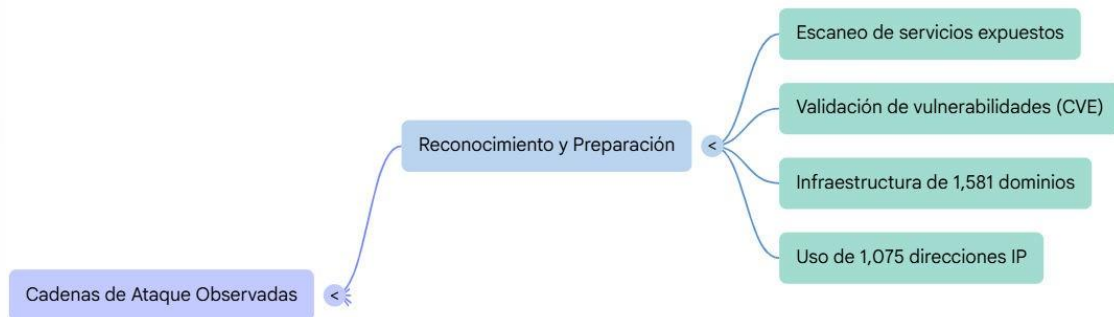 Escaneo de servicios expuestos
Validación de vulnerabilidades (CVE)
Reconocimiento y Preparación
<
Infraestructura de 1,581 dominios
Uso de 1,075 direcciones IP
Cadenas de Ataque Observadas
<